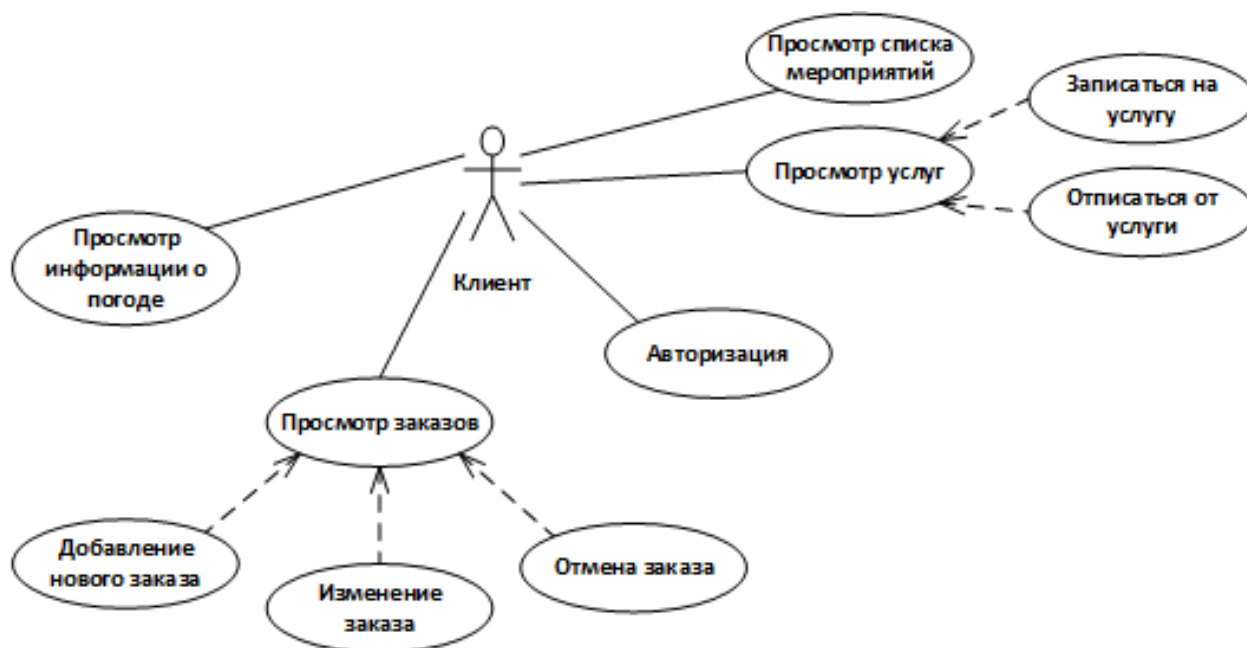 Просмотр списка
мероприятий
Записаться на
услугу
Просмотр услуг
Отписаться от
услуги
Просмотр
информации о
погоде
Клиент
Авторизация
Просмотр заказов
Добавление
нового заказа
Изменение
заказа
Отмена заказа